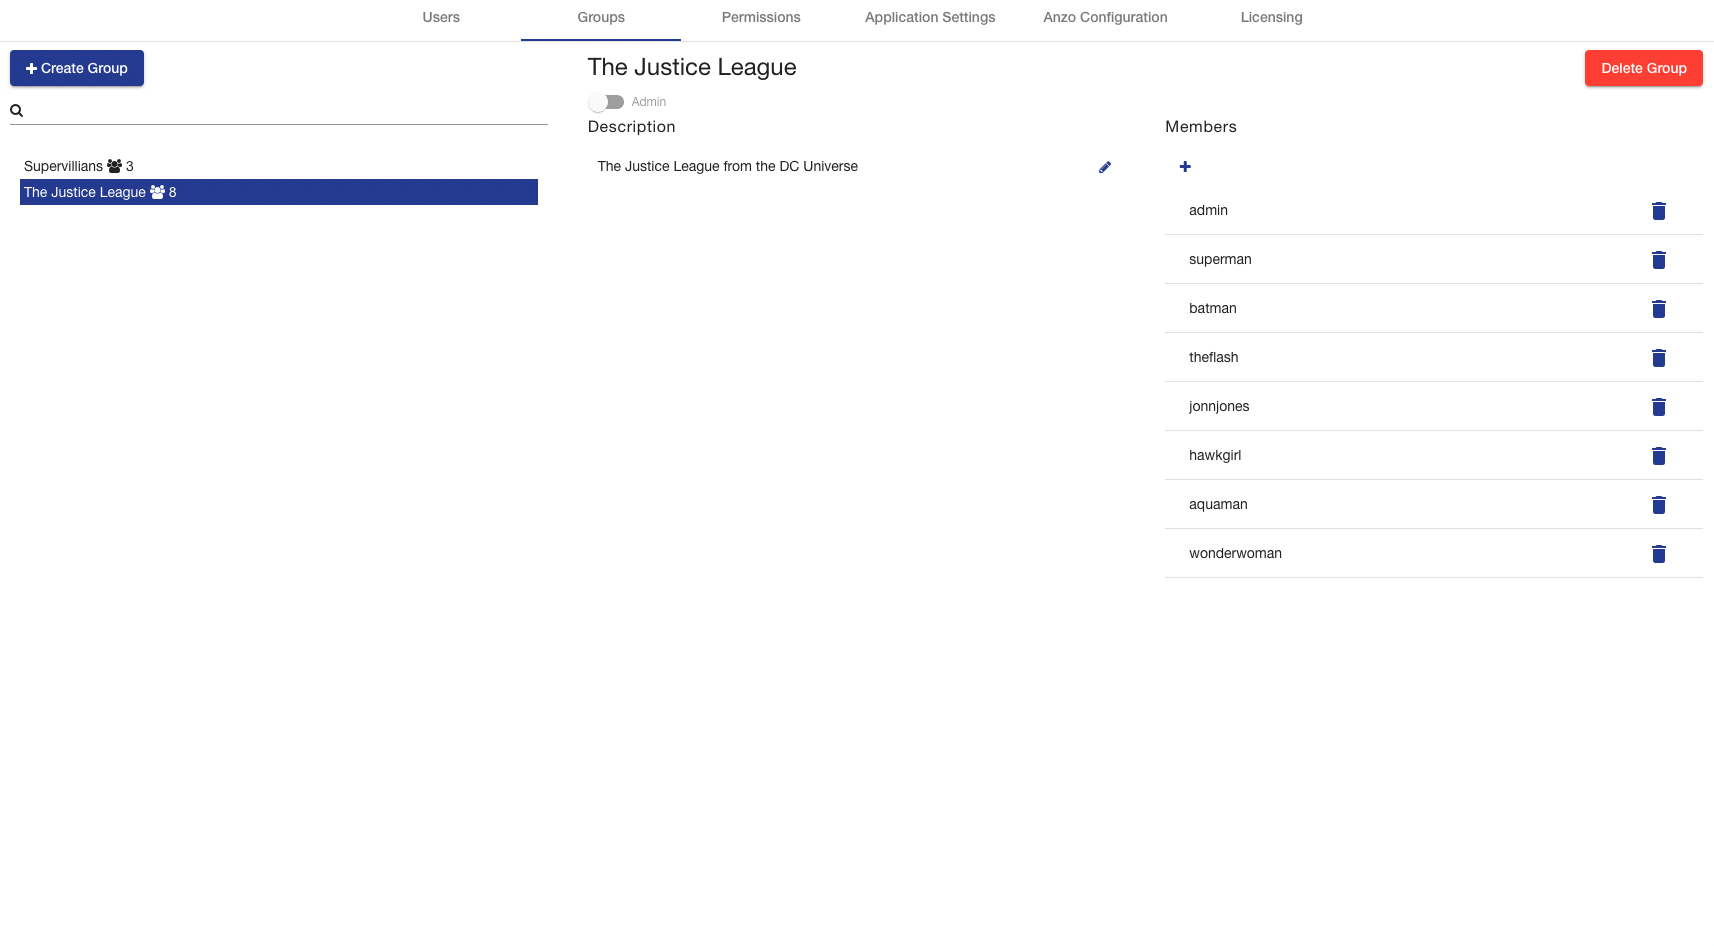 Users Groups Permissions Application Settings Anzo Configuration Licensing
Create Group
Supervillians 3
The Justice League 8
The Justice League
Delete Group
Admin
Description
The Justice League from the DC Universe
Members
admin
superman
batman
theflash
jonnjones
hawkgirl
aquaman
wonderwoman